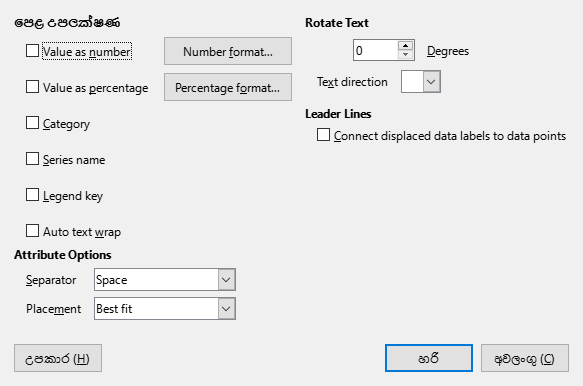 පෙළ උපලක්ෂණ
Value as number
Number format...
Value as percentage
Percentage format...
Category
Series name
Legend key
Auto text wrap
Attribute Options
Separator
Space
Placement
Best fit
Rotate Text
0
Degrees
Text direction
Leader Lines
Connect displaced data labels to data points
උපකාර (H)
හරි
අවලංගු (C)